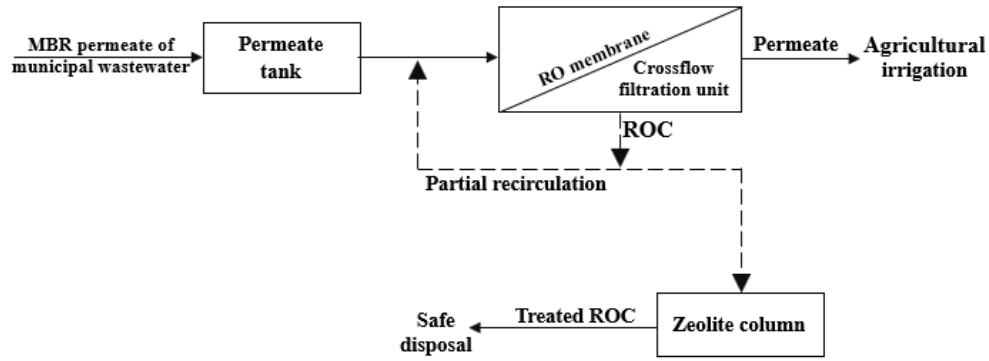 MBR permeate of
municipal wastewater
Permeate
tank
RO membrane
Crossflow
filtration unit
Permeate
Agricultural
irrigation
ROC
Partial recirculation
Zeolite column
Treated ROC
Safe
disposal